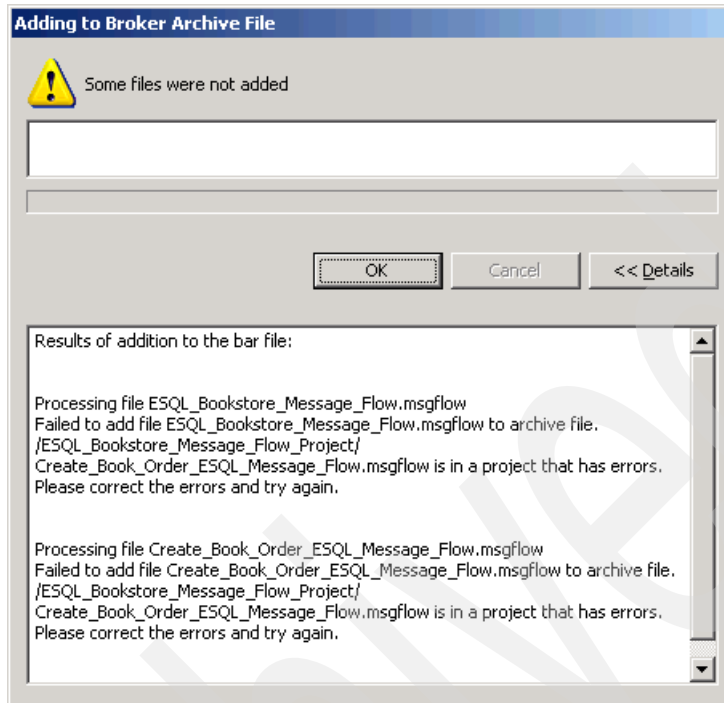 Adding to Broker Archive File
Some files were not added
OK
Cancel
<< Details
Results of addition to the bar file:
Processing file ESQL_Bookstore_Message_Flow.msgflow
Failed to add file ESQL_Bookstore_Message_Flow.msgflow to archive file.
/ESQL_Bookstore_Message_Flow_Project/
Create_Book_Order_ESQL_Message_Flow.msgflow is in a project that has errors.
Please correct the errors and try again.
Processing file Create_Book_Order_ESQL_Message_Flow.msgflow
Failed to add file Create_Book_Order_ESQL_Message_Flow.msgflow to archive file.
/ESQL_Bookstore_Message_Flow_Project/
Create_Book_Order_ESQL_Message_Flow.msgflow is in a project that has errors.
Please correct the errors and try again.